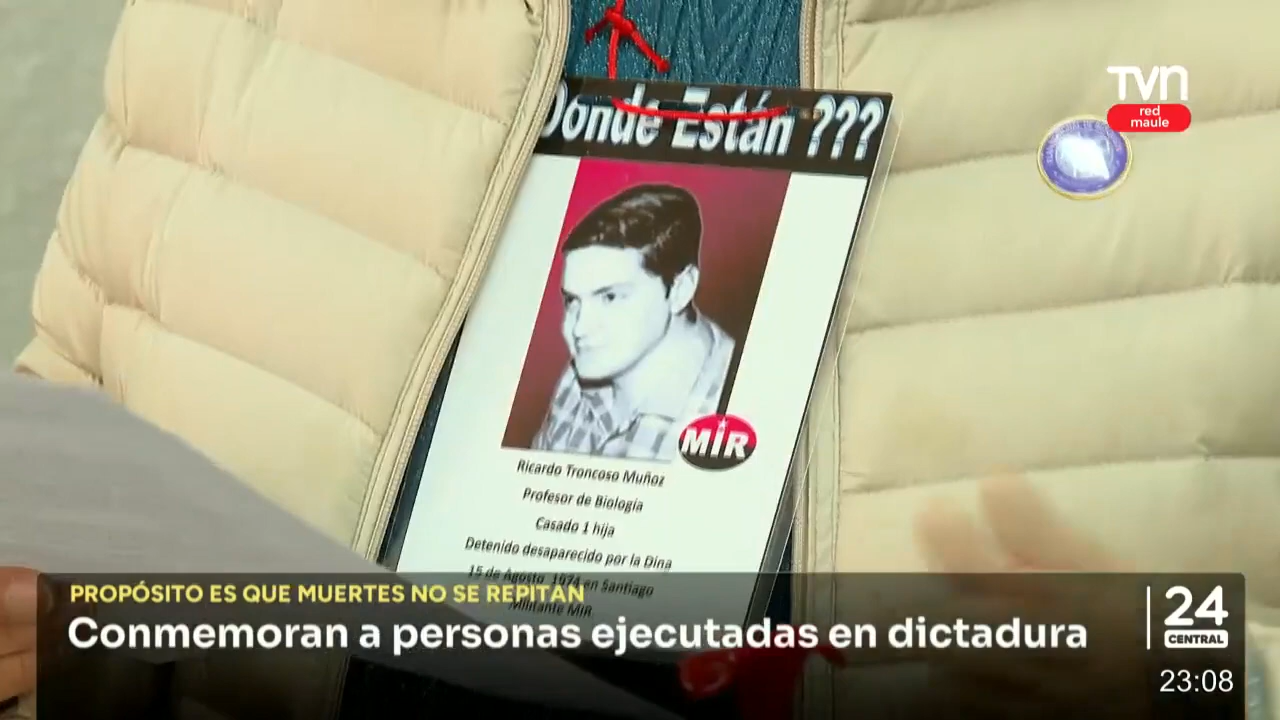 Donde Están ???
TVN
red
maule
MIR
Ricardo Troncoso Muñoz
Profesor de Biología
Casado 1 hija
Detenido desaparecido por la Dina
15 de Agosto 1974 en Santiago
Militante MIR
PROPÓSITO ES QUE MUERTES NO SE REPITAN
Conmemoran a personas ejecutadas en dictadura
24
CENTRAL
23:08